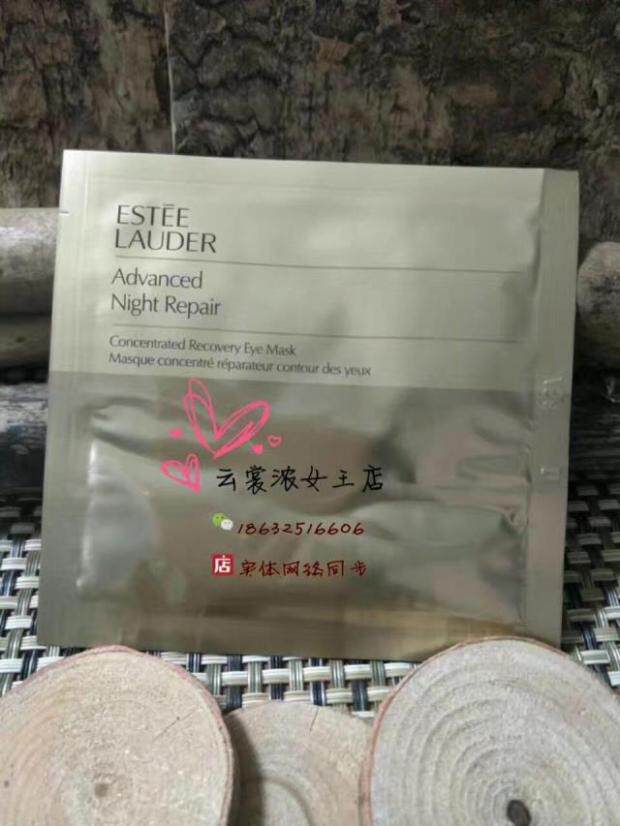 ESTĒE
LAUDER
Advanced
Night Repair
Concentrated Recovery Eye Mask
Masque concentré réparateur contour des yeux
云裳浓女王店
18632516606
店 实体网络同步